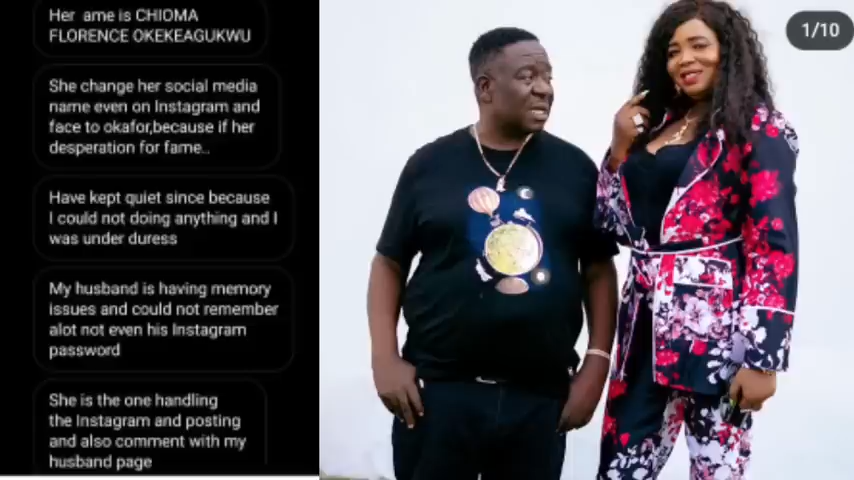 Her ame is CHIOMA
FLORENCE OKEKEAGUKWU
She change her social media
name even on Instagram and
face to okafor,because if her
desperation for fame..
Have kept quiet since because
I could not doing anything and I
was under duress
My husband is having memory
issues and could not remember
alot not even his Instagram
password
She is the one handling
the Instagram and posting
and also comment with my
husband page
1/10